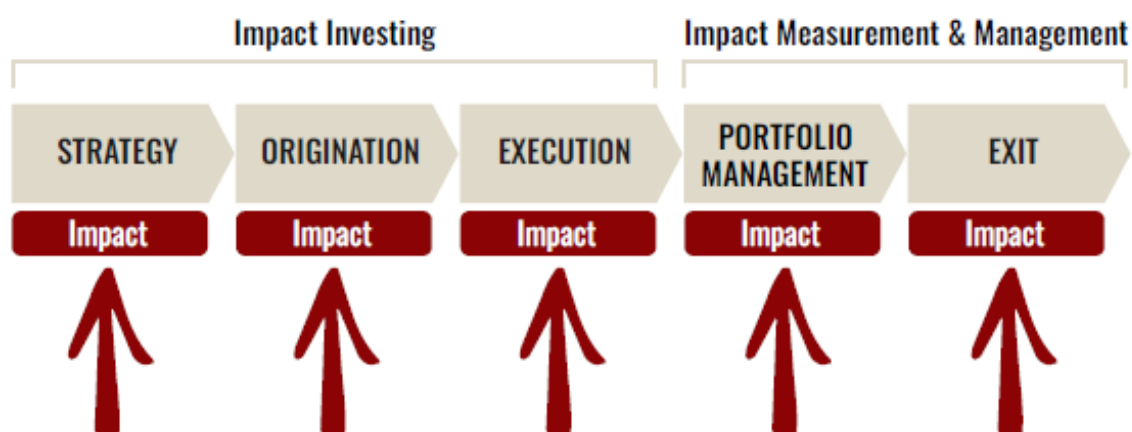 Impact Investing
Impact Measurement & Management
STRATEGY
ORIGINATION
EXECUTION
PORTFOLIO
MANAGEMENT
EXIT
Impact
Impact
Impact
Impact
Impact